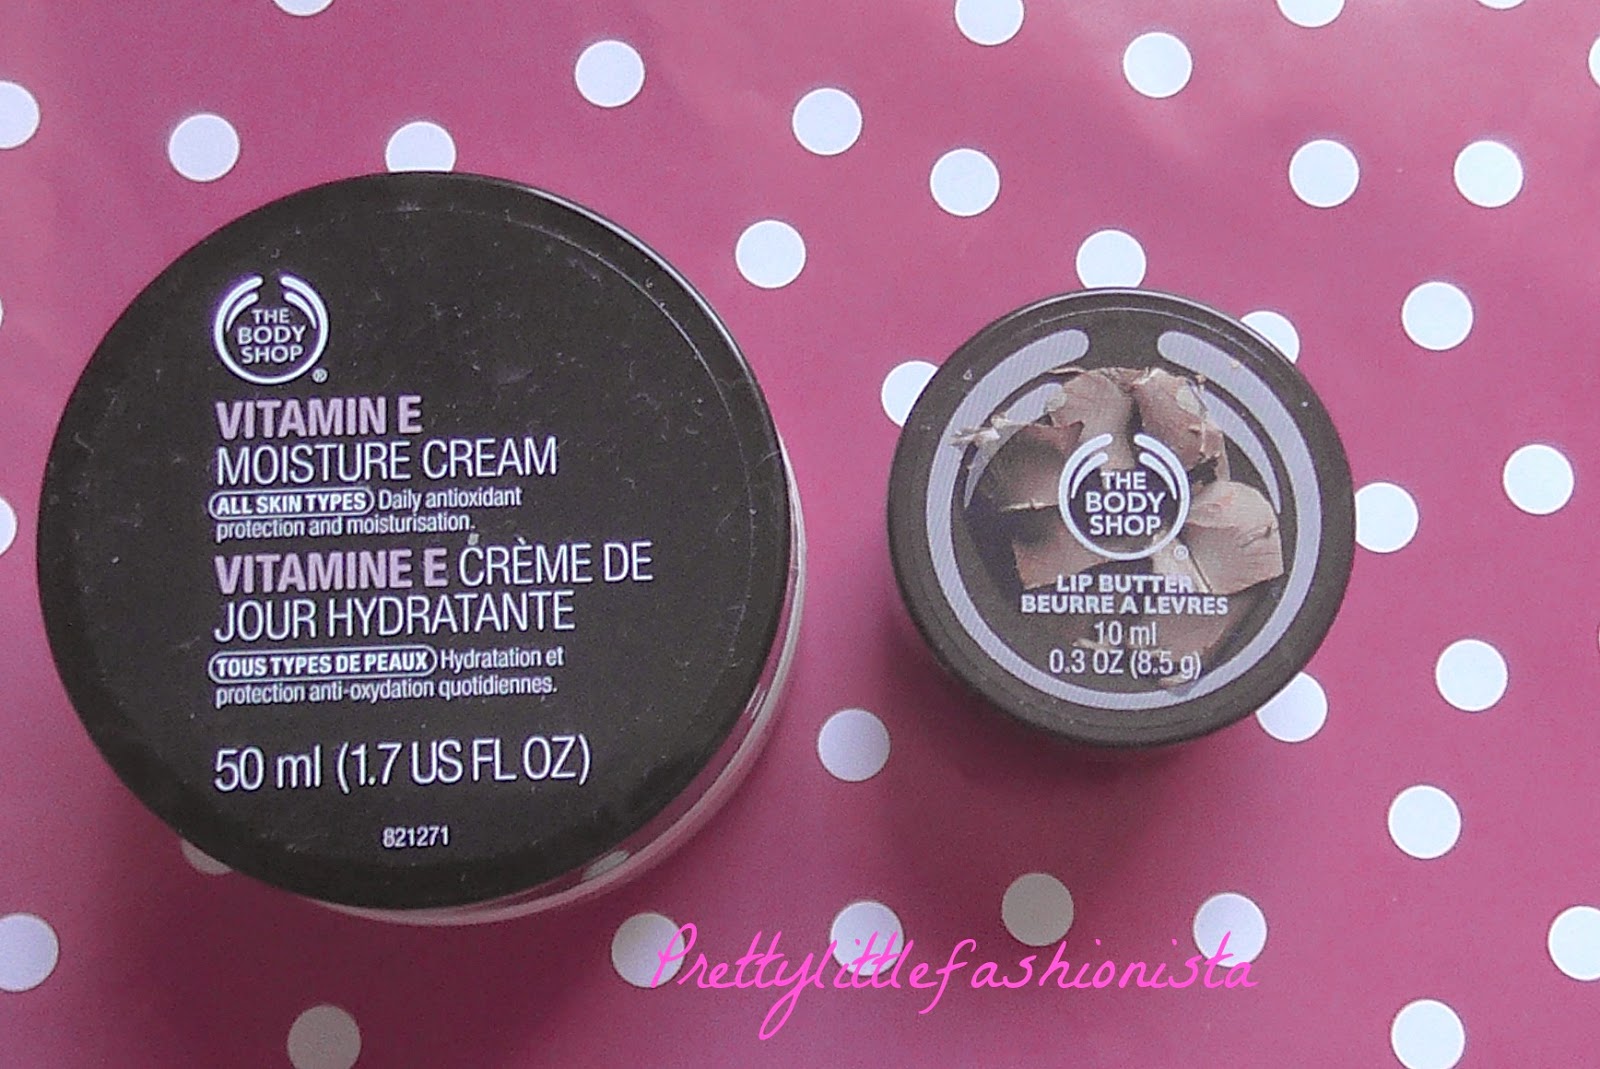 THE
BODY
SHOP
®
VITAMIN E
MOISTURE CREAM
ALL SKIN TYPES Daily antioxidant
protection and moisturisation.
VITAMINE E CRÈME DE
JOUR HYDRATANTE
TOUS TYPES DE PEAUX Hydratation et
protection anti-oxydation quotidiennes.
50 ml (1.7 US FL OZ)
821271
THE
BODY
SHOP
®
LIP BUTTER
BEURRE A LEVRES
10 ml
0.3 OZ (8.5 g)
Prettylittlefashionista